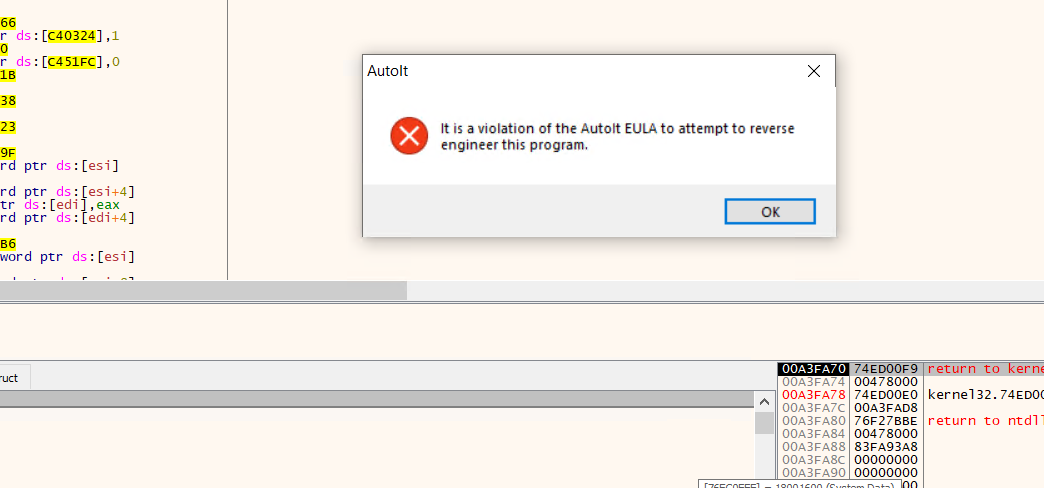 66
r ds:[C40324],1
0
r ds:[C451FC],0
1B
38
23
9F
rd ptr ds:[esi]
rd ptr ds:[esi+4]
tr ds:[edi],eax
rd ptr ds:[edi+4]
B6
word ptr ds:[esi]
AutoIt
It is a violation of the AutoIt EULA to attempt to reverse
engineer this program.
OK
ruct
00A3FA70 74ED00F9 return to kerne
00A3FA74 00478000
00A3FA78 74ED00E0 kernel32.74ED00
00A3FA7C 00A3FAD8
00A3FA80 76F27BBE return to ntdll
00A3FA84 00478000
00A3FA88 83FA93A8
00A3FA8C 00000000
00A3FA90 00000000
00